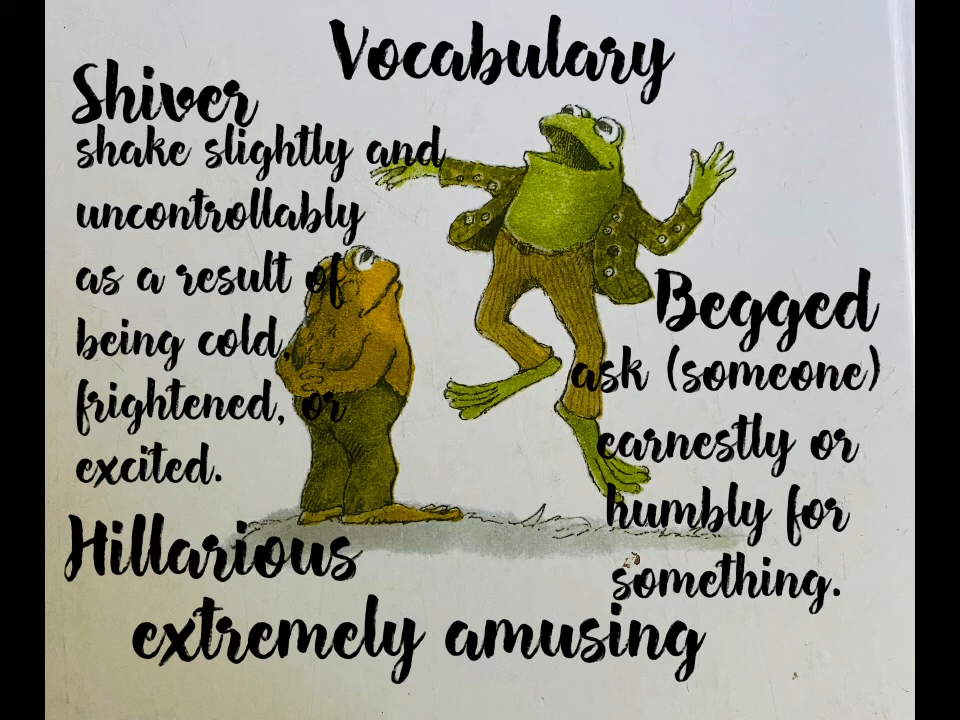 Vocabulary
Shiver
shake slightly and
uncontrollably
as a result of
being cold,
frightened, or
excited.
Begged
ask (someone)
earnestly or
humbly for
something.
Hillarious
extremely amusing